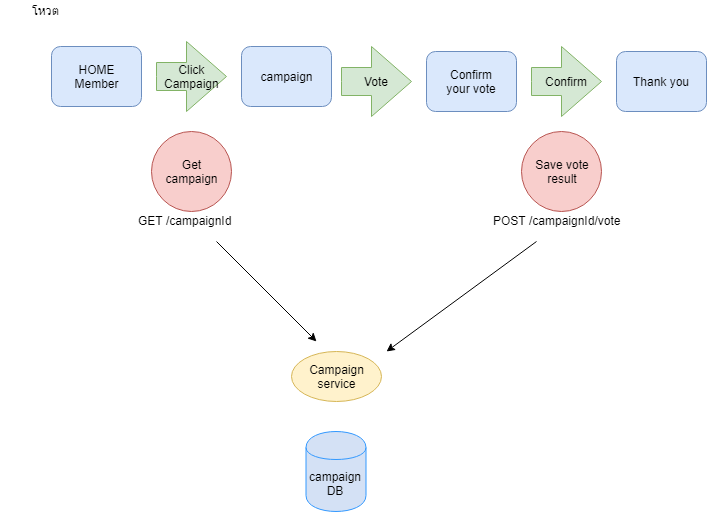 โหวต
HOME
Member
Click
Campaign
campaign
Vote
Confirm
your vote
Confirm
Thank you
Get
campaign
Save vote
result
GET /campaignId
POST /campaignId/vote
Campaign
service
campaign
DB